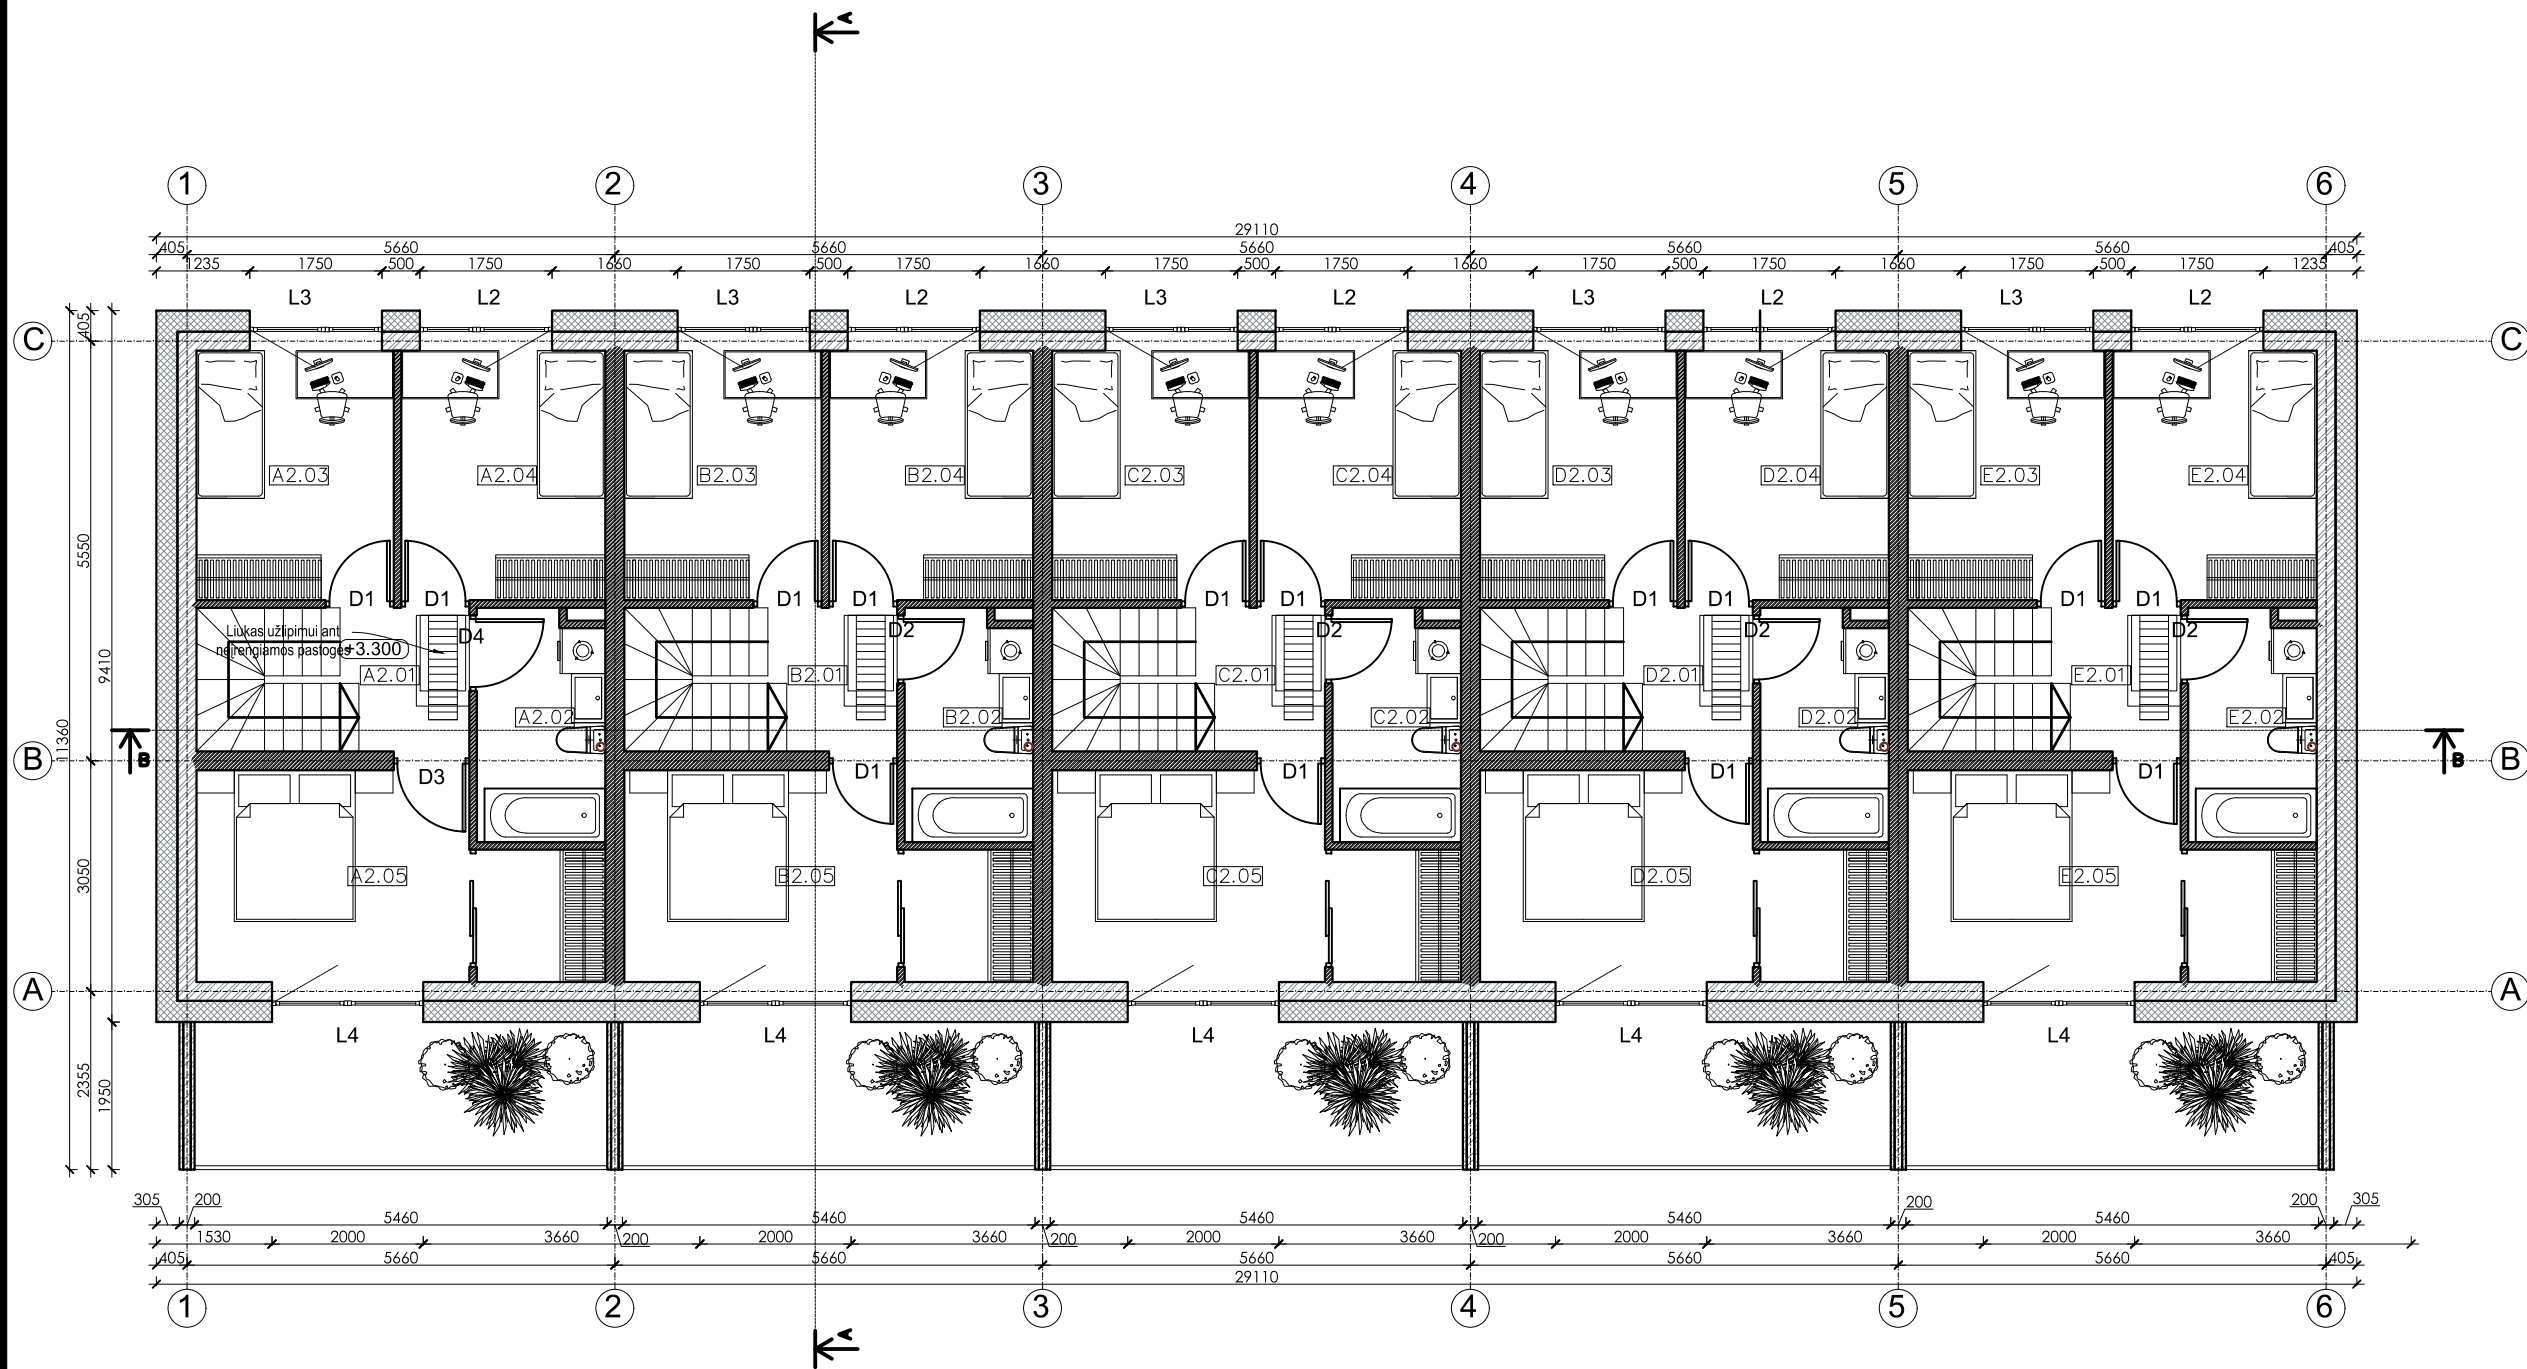 A
1 2 3 4 5 6
29110
405 5660 5660 5660 5660 5660 405
1235 1750 500 1750 1660 1750 500 1750 1660 1750 500 1750 1660 1750 500 1750 1660 1750 500 1750 1235
L3 L2 L3 L2 L3 L2 L3 L2 L3 L2
405
C C
A2.03 A2.04 B2.03 B2.04 C2.03 C2.04 D2.03 D2.04 E2.03 E2.04
5550
D1 D1 D1 D1 D1 D1 D1 D1 D1 D1
Liukas užlipimui ant D4 D2 D2 D2 D2
neįrengiamos pastogės +3.300
9410
A2.01 B2.01 C2.01 D2.01 E2.01
A2.02 B2.02 C2.02 D2.02 E2.02
11360
B B
B B
D3 D1 D1 D1 D1
3050
A2.05 B2.05 C2.05 D2.05 E2.05
A A
L4 L4 L4 L4 L4
2355
1950
305 200 200 200 305
5460 5460 5460 5460 5460
1530 2000 3660 200 2000 3660 200 2000 3660 200 2000 3660 2000 3660
405 5660 5660 5660 5660 5660 405
29110
1 2 3 4 5 6
A